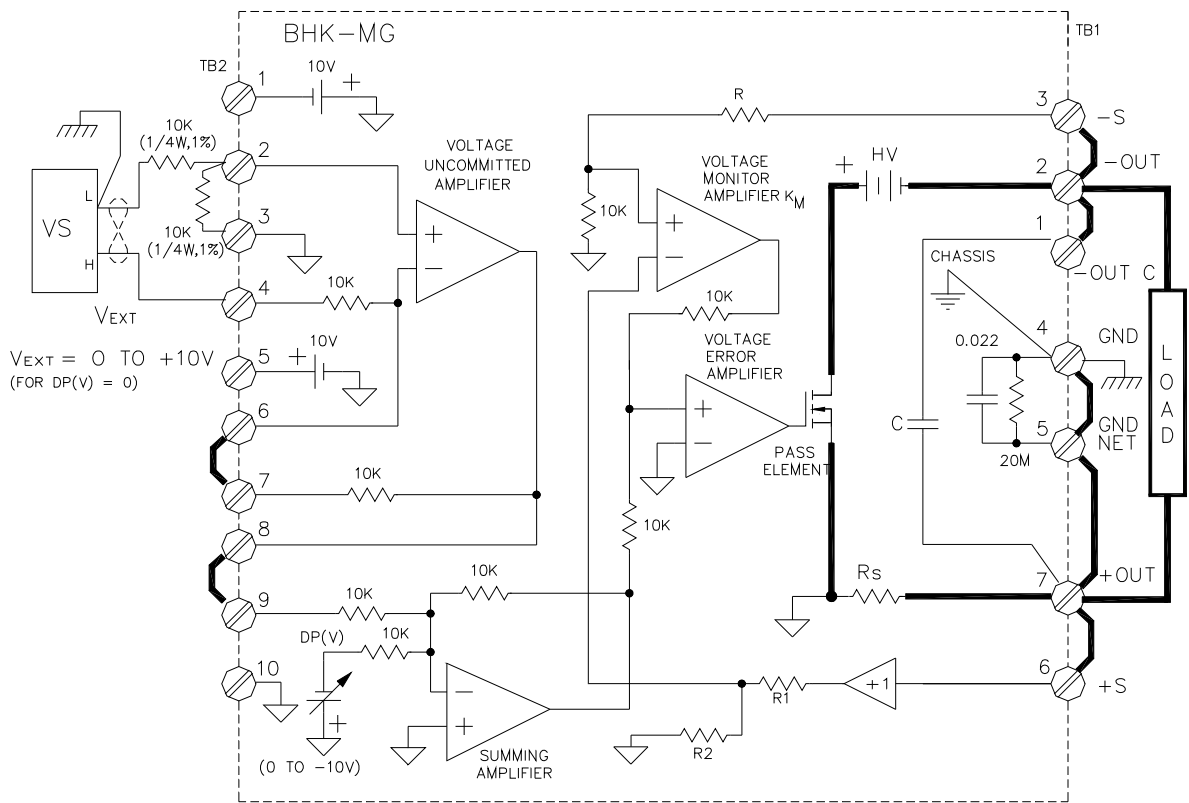 BHK-MG
TB1
TB2
1
10V
+
10K
(1/4W,1%)
2
VOLTAGE
UNCOMMITTED
AMPLIFIER
+
−
VS
L
H
3
10K
(1/4W,1%)
4
10K
VEXT
VEXT = 0 TO +10V
(FOR DP(V) = 0)
5
+
10V
6
7
10K
8
9
10K
10K
DP(V)
10K
10
+
(0 TO -10V)
−
+
SUMMING
AMPLIFIER
R
10K
VOLTAGE
MONITOR
AMPLIFIER KM
+
−
10K
VOLTAGE
ERROR
AMPLIFIER
+
−
10K
PASS
ELEMENT
+
HV
3
-S
-OUT
2
1
-OUT C
CHASSIS
4
GND
0.022
C
20M
5
GND
NET
LOAD
7
+OUT
Rs
6
+S
+1
R1
R2